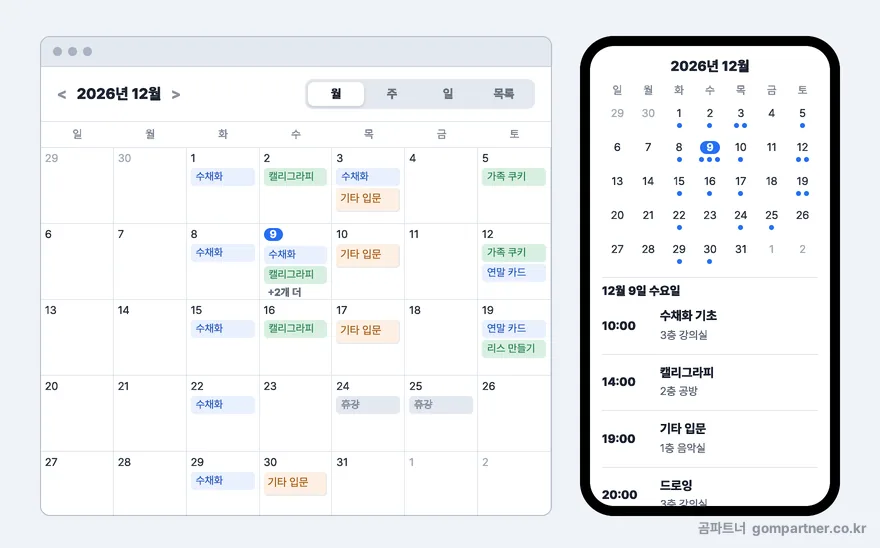 < 2026년 12월 >
월 주 일 목록
일 월 화 수 목 금 토
29 30 1 2 3 4 5
수채화 캘리그라피 수채화 가족 쿠키
기타 입문
6 7 8 9 10 11 12
수채화 수채화 기타 입문 가족 쿠키
캘리그라피 연말 카드
+2개 더
13 14 15 16 17 18 19
수채화 캘리그라피 기타 입문 연말 카드
리스 만들기
20 21 22 23 24 25 26
수채화 휴강 휴강
27 28 29 30 31 1 2
수채화 기타 입문
2026년 12월
일 월 화 수 목 금 토
29 30 1 2 3 4 5
6 7 8 9 10 11 12
13 14 15 16 17 18 19
20 21 22 23 24 25 26
27 28 29 30 31 1 2
12월 9일 수요일
10:00 수채화 기초
3층 강의실
14:00 캘리그라피
2층 공방
19:00 기타 입문
1층 음악실
20:00 드로잉
3층 강의실
곰파트너 gompartner.co.kr